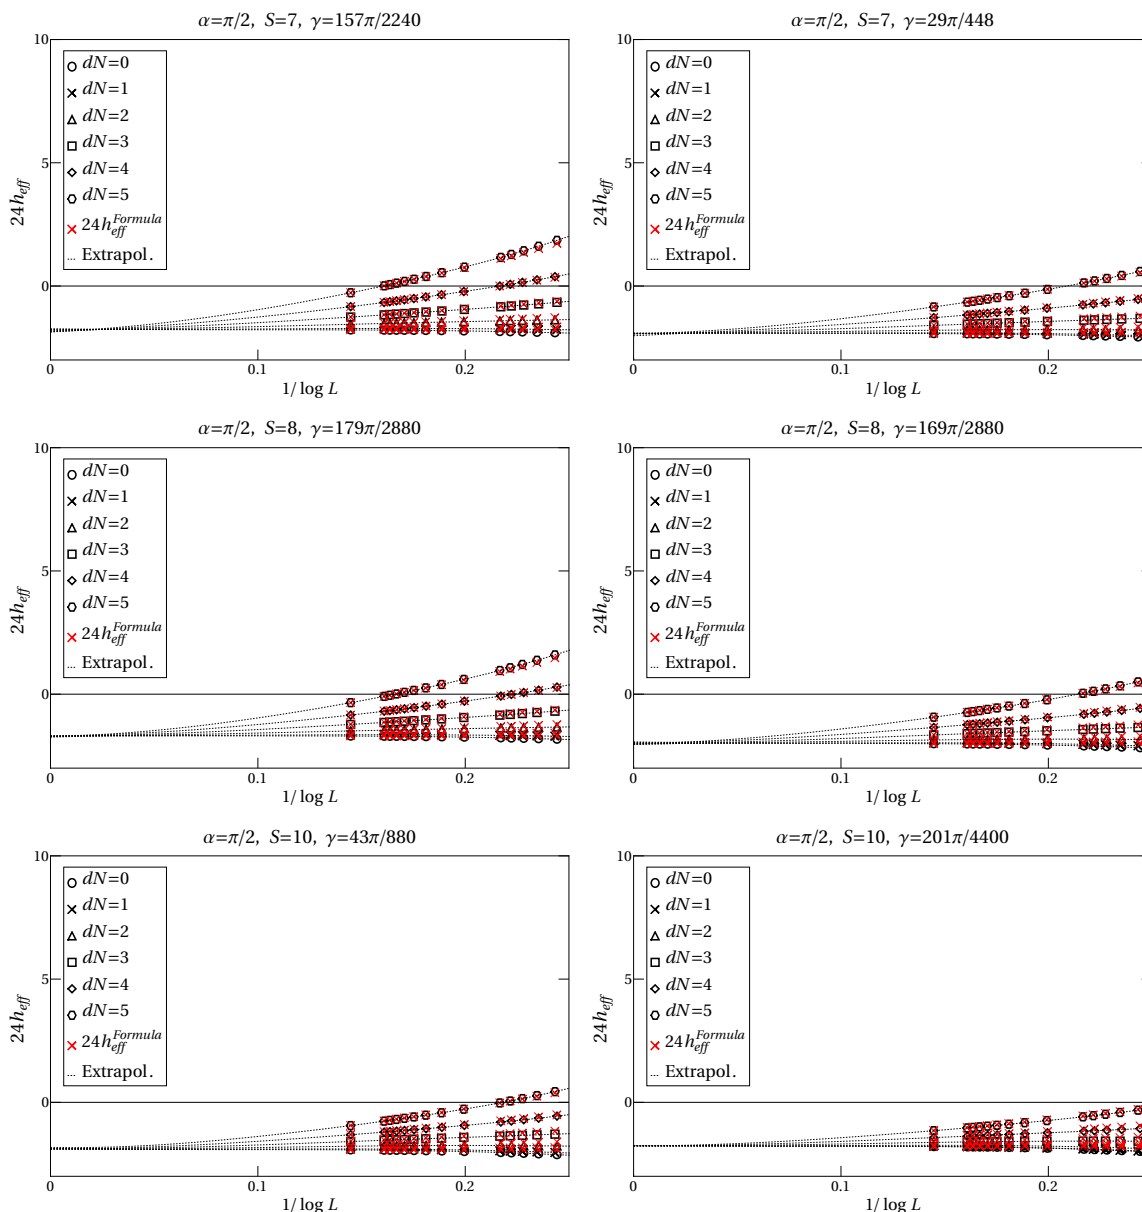 α=π/2, S=7, γ=157π/2240
10
5
0
24h_eff
dN=0
dN=1
dN=2
dN=3
dN=4
dN=5
24h_eff^Formula
Extrapol.
0 0.1 0.2
1/ log L
α=π/2, S=7, γ=29π/448
10
5
0
24h_eff
dN=0
dN=1
dN=2
dN=3
dN=4
dN=5
24h_eff^Formula
Extrapol.
0 0.1 0.2
1/ log L
α=π/2, S=8, γ=179π/2880
10
5
0
24h_eff
dN=0
dN=1
dN=2
dN=3
dN=4
dN=5
24h_eff^Formula
Extrapol.
0 0.1 0.2
1/ log L
α=π/2, S=8, γ=169π/2880
10
5
0
24h_eff
dN=0
dN=1
dN=2
dN=3
dN=4
dN=5
24h_eff^Formula
Extrapol.
0 0.1 0.2
1/ log L
α=π/2, S=10, γ=43π/880
10
5
0
24h_eff
dN=0
dN=1
dN=2
dN=3
dN=4
dN=5
24h_eff^Formula
Extrapol.
0 0.1 0.2
1/ log L
α=π/2, S=10, γ=201π/4400
10
5
0
24h_eff
dN=0
dN=1
dN=2
dN=3
dN=4
dN=5
24h_eff^Formula
Extrapol.
0 0.1 0.2
1/ log L